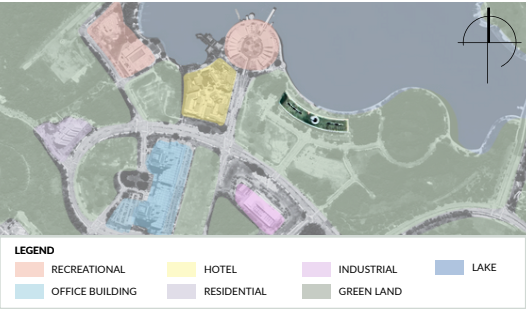 LEGEND
RECREATIONAL
HOTEL
INDUSTRIAL
LAKE
OFFICE BUILDING
RESIDENTIAL
GREEN LAND